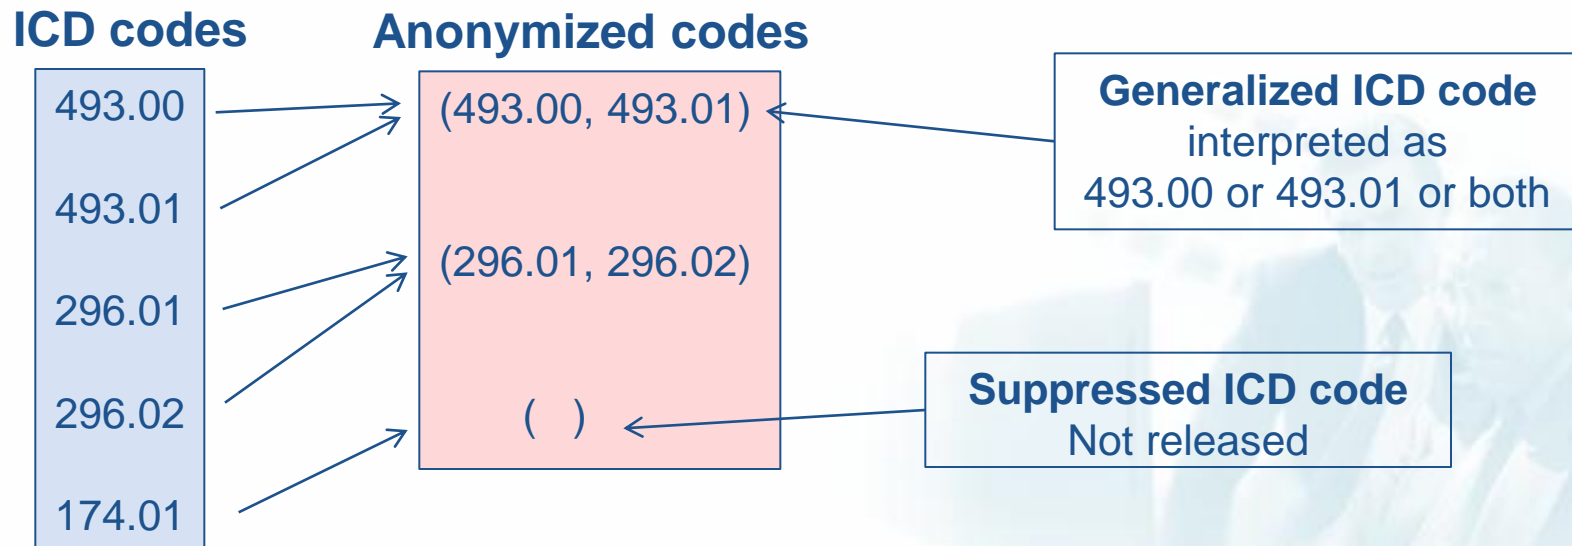 ICD codes
Anonymized codes
493.00
493.01
296.01
296.02
174.01
(493.00, 493.01)
(296.01, 296.02)
( )
Generalized ICD code
interpreted as
493.00 or 493.01 or both
Suppressed ICD code
Not released